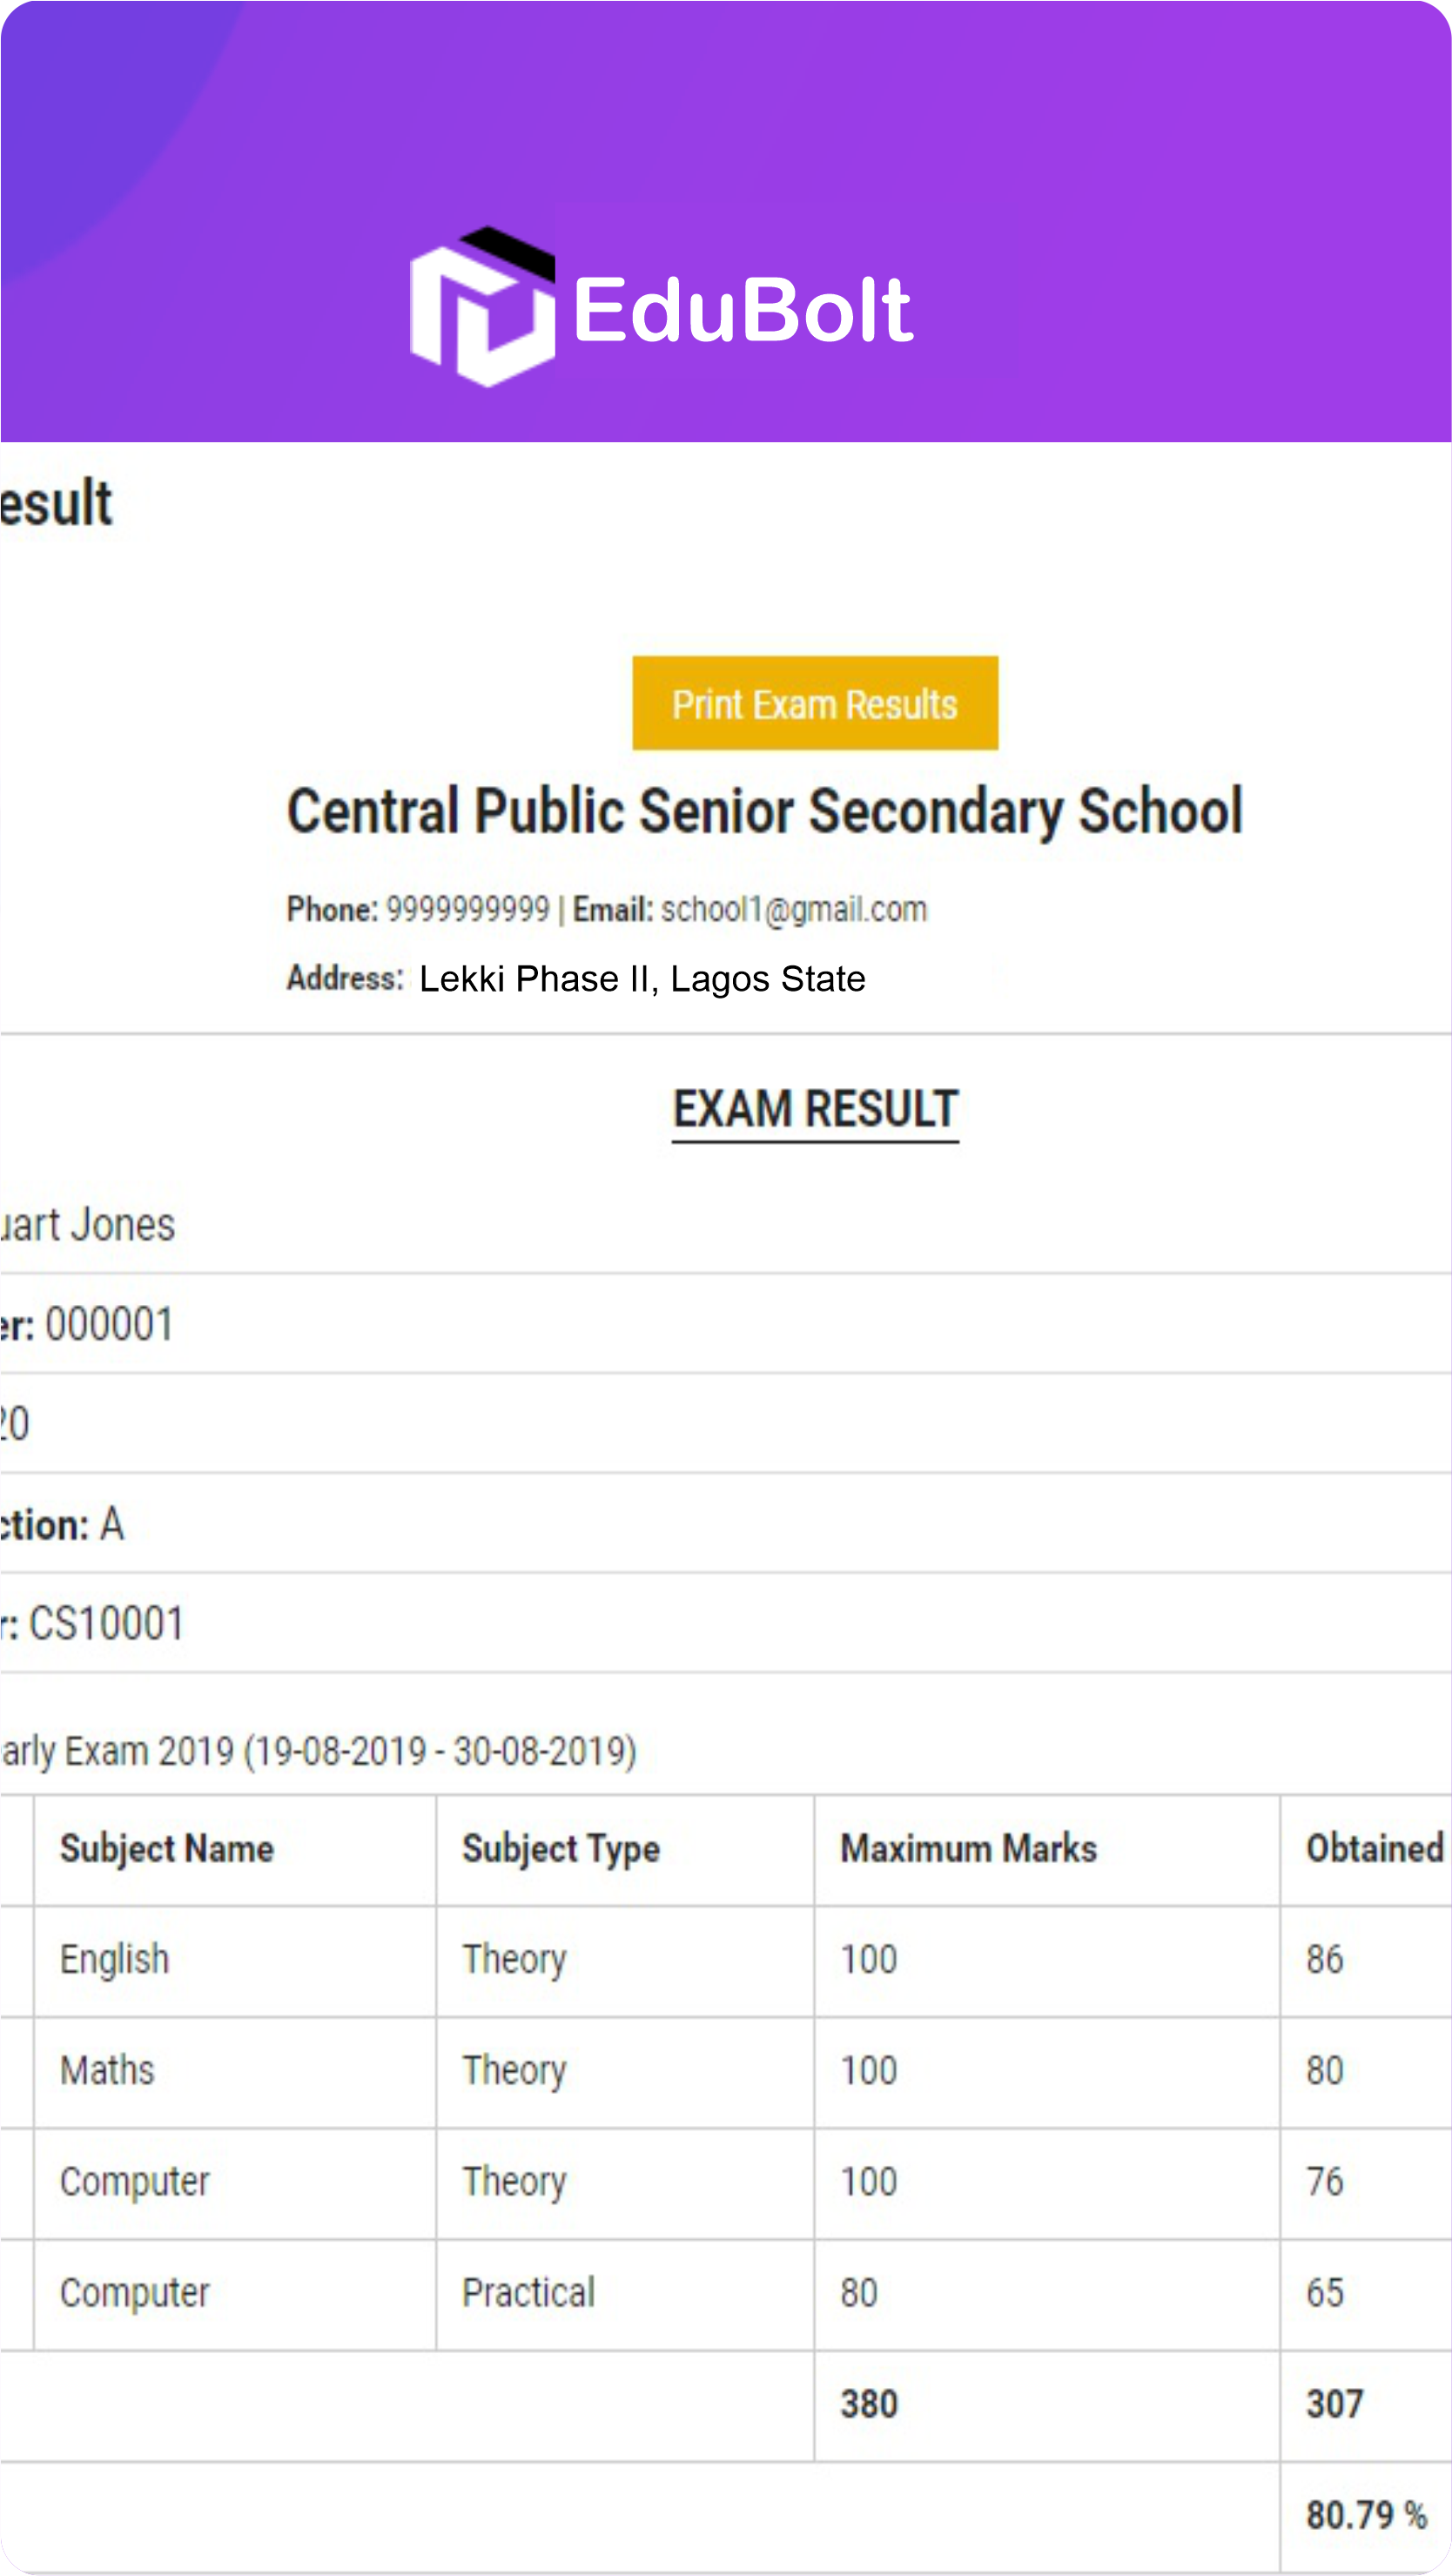 EduBolt
esult
Print Exam Results
Central Public Senior Secondary School
Phone: 9999999999 | Email: school1@gmail.com
Address: Lekki Phase II, Lagos State
EXAM RESULT
uart Jones
er: 000001
20
ction: A
r: CS10001
arly Exam 2019 (19-08-2019 - 30-08-2019)
Subject Name Subject Type Maximum Marks Obtained
English Theory 100 86
Maths Theory 100 80
Computer Theory 100 76
Computer Practical 80 65
380 307
80.79 %